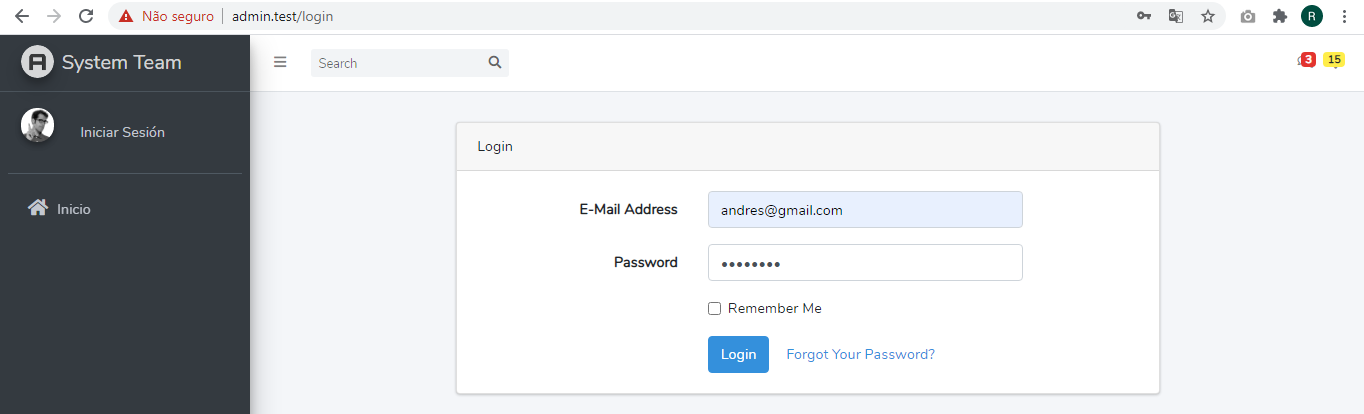 Não seguro admin.test/login R
System Team
Search
3 15
Iniciar Sesión
Inicio
Login
E-Mail Address andres@gmail.com
Password ••••••••
Remember Me
Login Forgot Your Password?